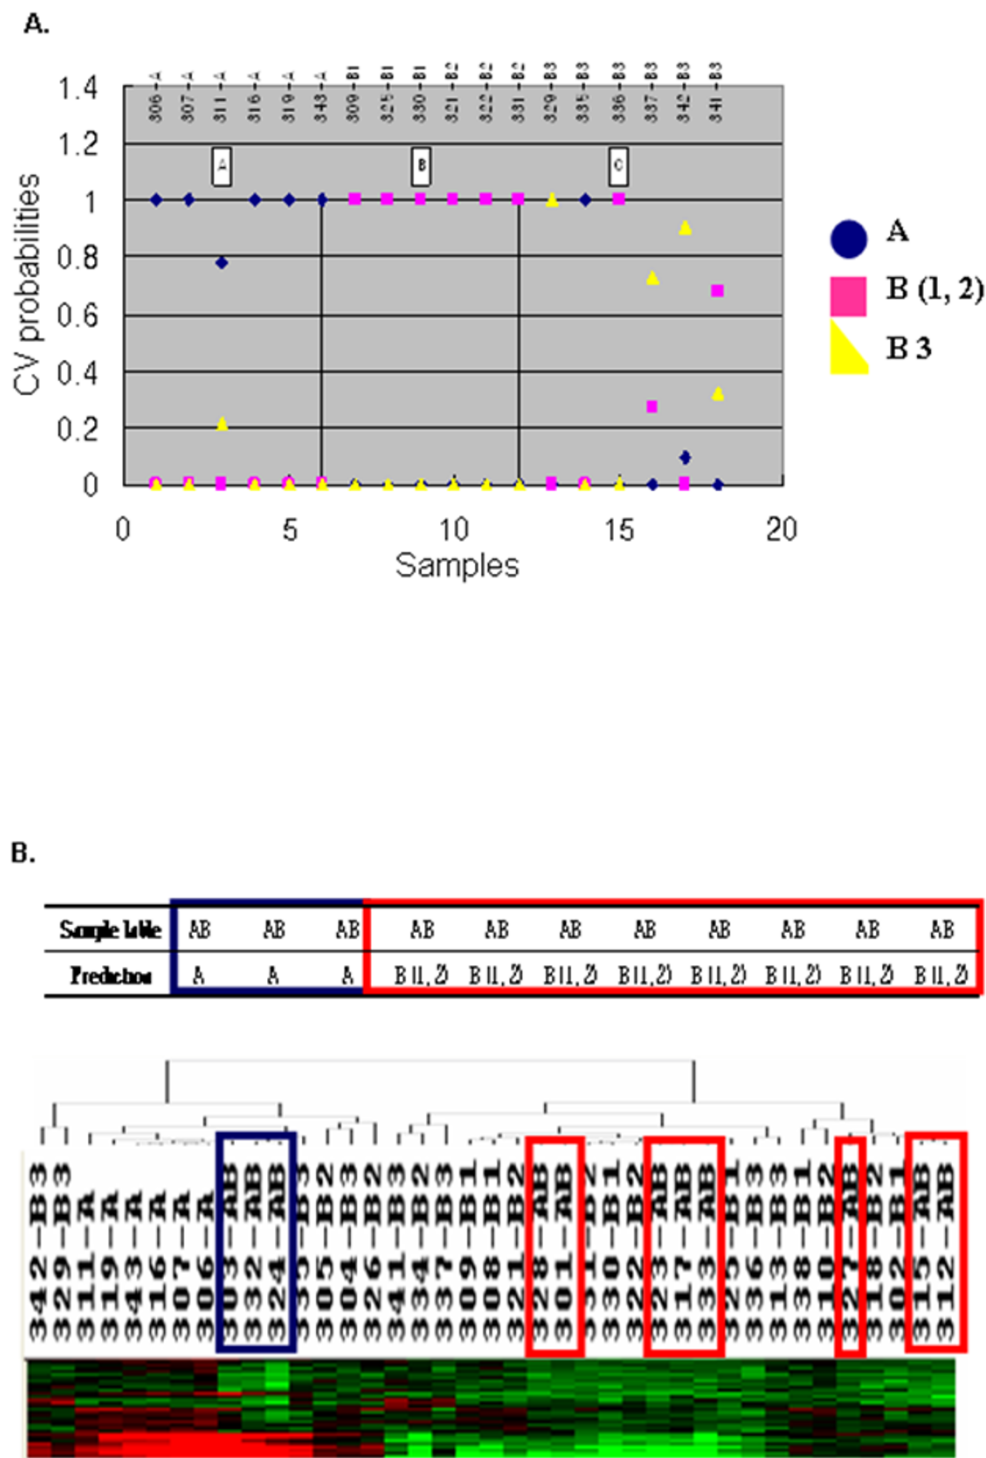 A.
306-A 307-A 311-A 316-A 319-A 343-A 309-B1 325-B1 330-B1 321-B2 322-B2 331-B2 329-B3 335-B3 336-B3 337-B3 342-B3 341-B3
1.4
1.2
A B C
1
0.8
0.6
0.4
0.2
0
CV probabilities
0 5 10 15 20
Samples
A
B (1, 2)
B 3
B.
Sample lable AB AB AB AB AB AB AB AB AB AB AB
Prediction A A A B (1, 2) B (1, 2) B (1, 2) B (1, 2) B (1, 2) B (1, 2) B (1, 2) B (1, 2)
342-B3 329-B3 311-A 319-A 343-A 316-A 307-A 306-A 303-AB 332-AB 324-AB 305-B2 304-B3 326-B2 341-B3 334-B2 337-B3 309-B1 308-B1 321-B2 328-AB 301-AB 331-B2 330-B1 322-B2 323-AB 317-AB 333-AB 325-B1 336-B3 313-B3 338-B1 310-B2 327-AB 318-B2 302-B1 315-AB 312-AB